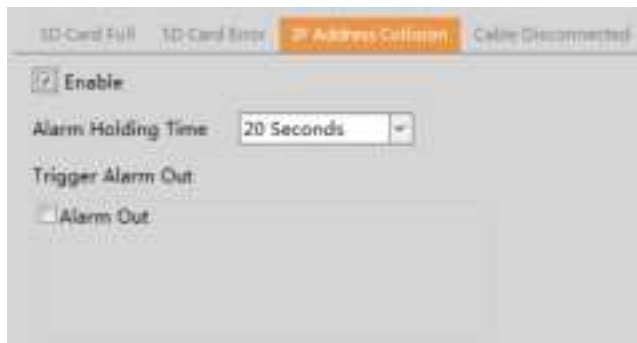 SD Card Full SD Card Error IP Address Collision Cable Disconnected
Enable
Alarm Holding Time 20 Seconds
Trigger Alarm Out
Alarm Out